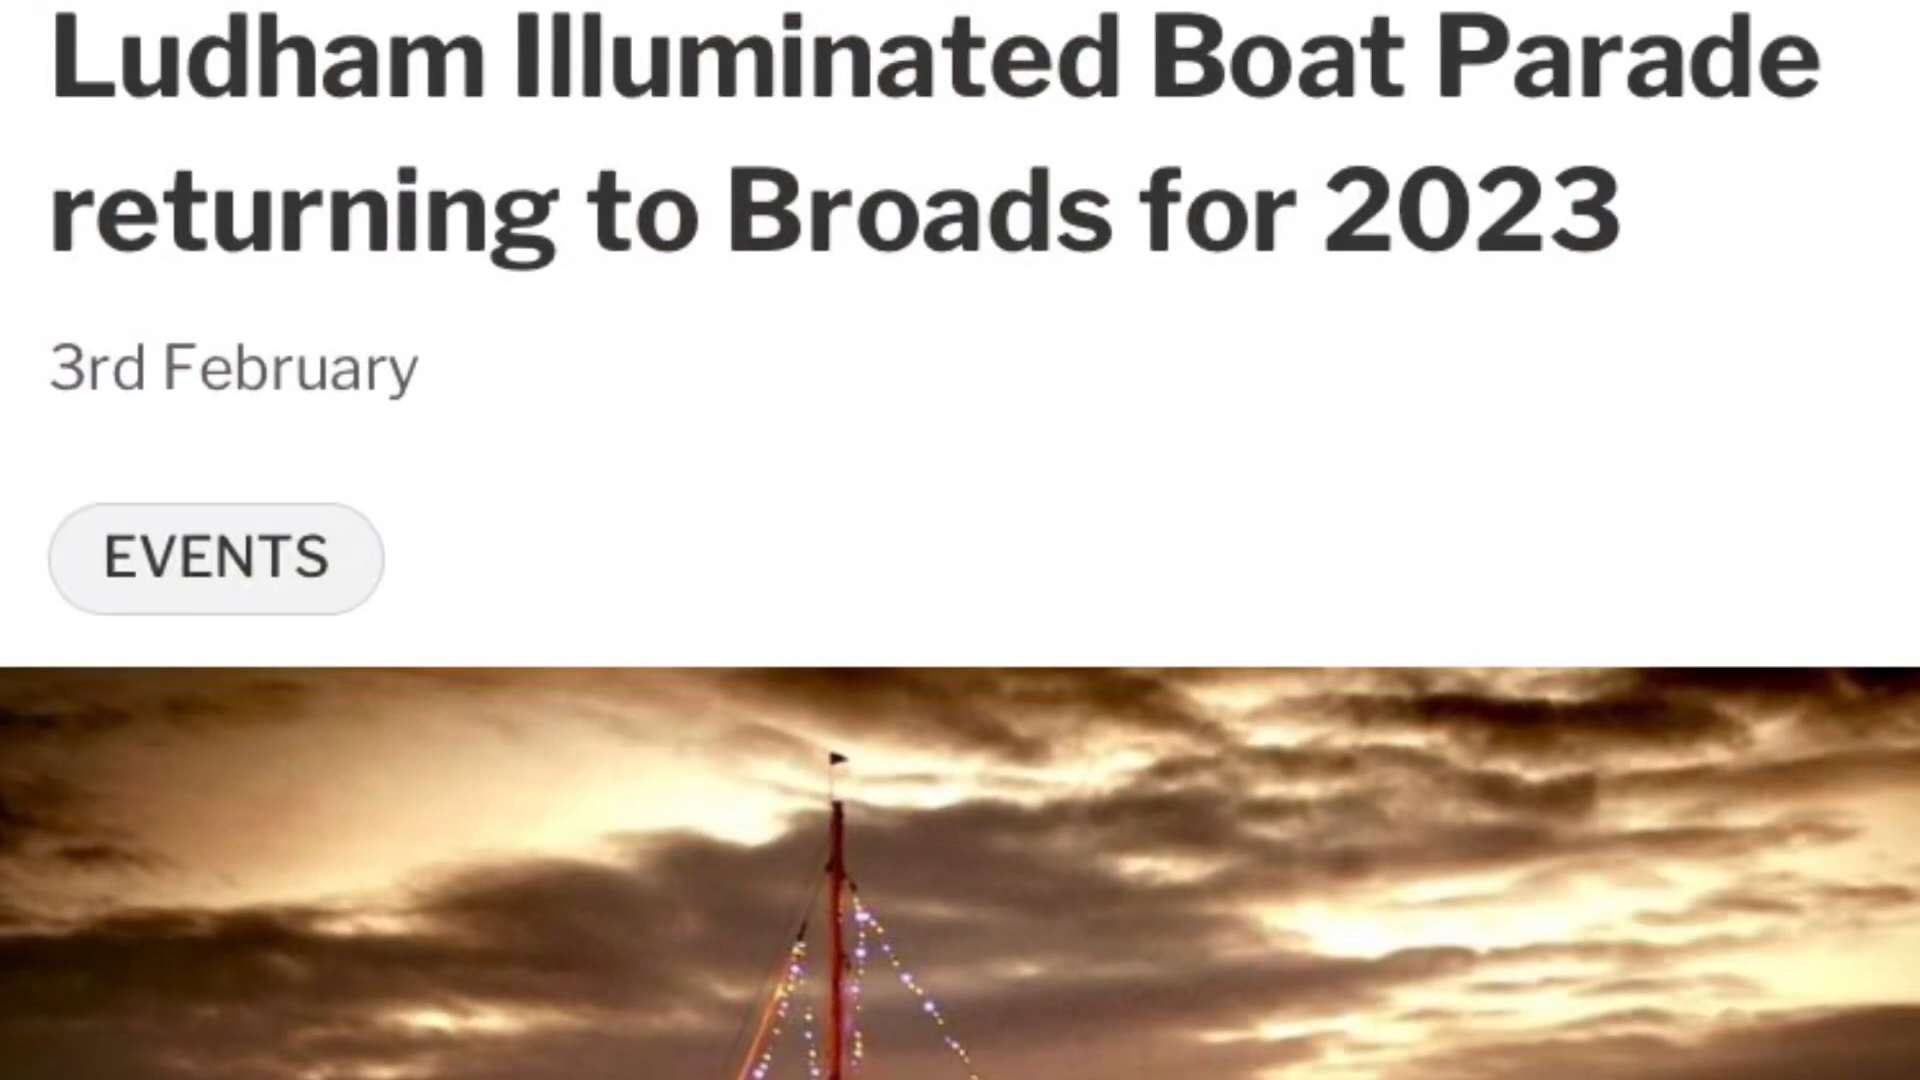 Ludham Illuminated Boat Parade
returning to Broads for 2023
3rd February
EVENTS